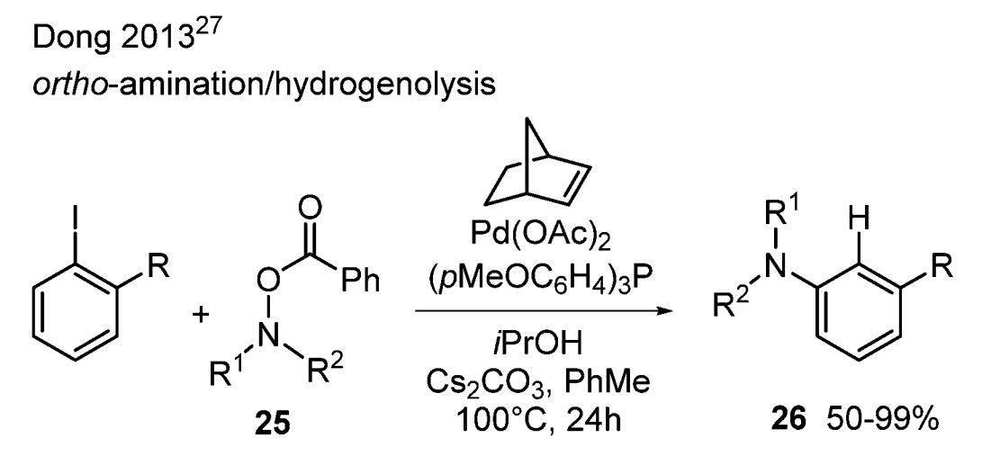 Dong 2013²⁷
ortho-amination/hydrogenolysis
I
R
+
O
O
Ph
N
R¹
R²
25
Pd(OAc)₂
(pMeOC₆H₄)₃P
iPrOH
Cs₂CO₃, PhMe
100°C, 24h
R¹
H
N
R
R²
26 50-99%